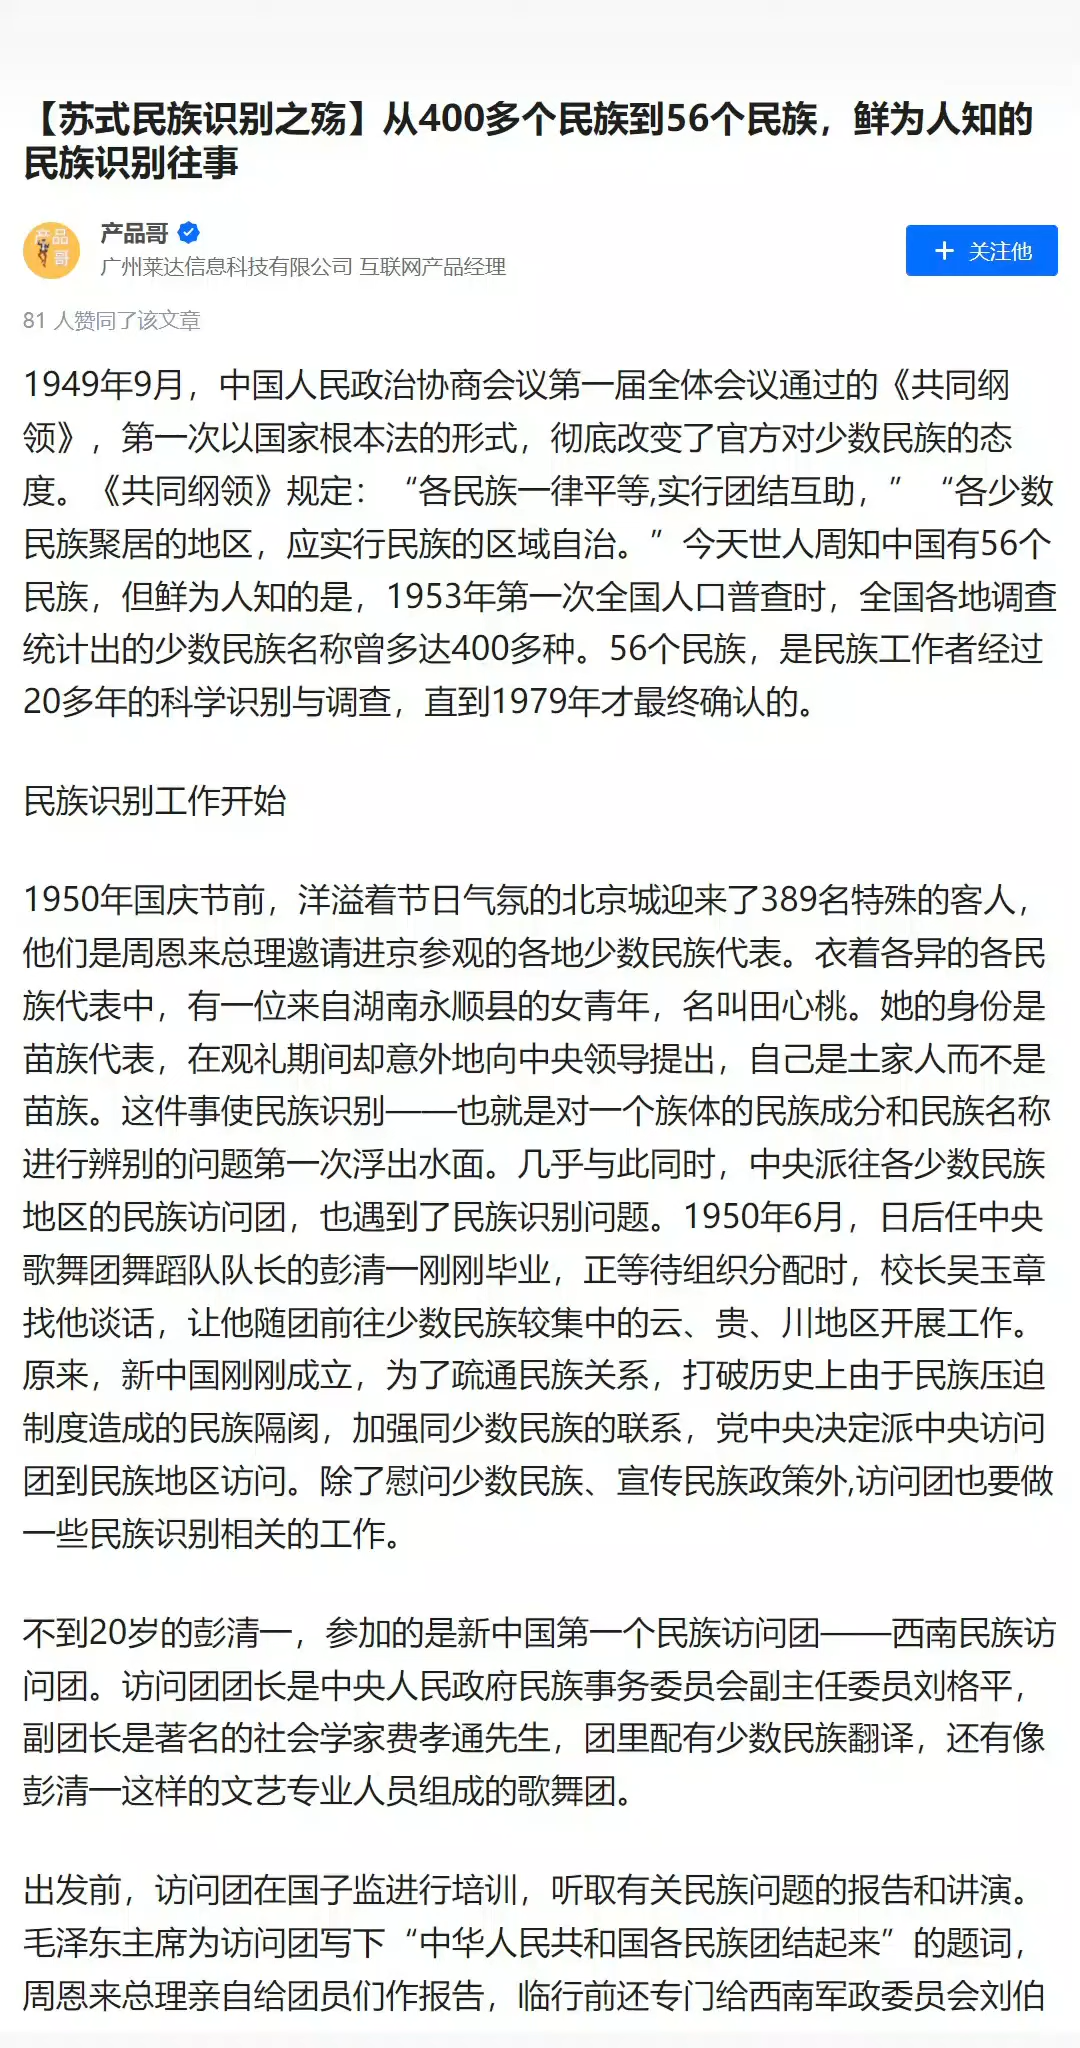 【苏式民族识别之殇】从400多个民族到56个民族，鲜为人知的
民族识别往事
产品
哥
产品哥
广州莱达信息科技有限公司 互联网产品经理
+ 关注他
81 人赞同了该文章
1949年9月，中国人民政治协商会议第一届全体会议通过的《共同纲
领》，第一次以国家根本法的形式，彻底改变了官方对少数民族的态
度。《共同纲领》规定：“各民族一律平等,实行团结互助，”“各少数
民族聚居的地区，应实行民族的区域自治。”今天世人周知中国有56个
民族，但鲜为人知的是，1953年第一次全国人口普查时，全国各地调查
统计出的少数民族名称曾多达400多种。56个民族，是民族工作者经过
20多年的科学识别与调查，直到1979年才最终确认的。
民族识别工作开始
1950年国庆节前，洋溢着节日气氛的北京城迎来了389名特殊的客人，
他们是周恩来总理邀请进京参观的各地少数民族代表。衣着各异的各民
族代表中，有一位来自湖南永顺县的女青年，名叫田心桃。她的身份是
苗族代表，在观礼期间却意外地向中央领导提出，自己是土家人而不是
苗族。这件事使民族识别——也就是对一个族体的民族成分和民族名称
进行辨别的问题第一次浮出水面。几乎与此同时，中央派往各少数民族
地区的民族访问团，也遇到了民族识别问题。1950年6月，日后任中央
歌舞团舞蹈队队长的彭清一刚刚毕业，正等待组织分配时，校长吴玉章
找他谈话，让他随团前往少数民族较集中的云、贵、川地区开展工作。
原来，新中国刚刚成立，为了疏通民族关系，打破历史上由于民族压迫
制度造成的民族隔阂，加强同少数民族的联系，党中央决定派中央访问
团到民族地区访问。除了慰问少数民族、宣传民族政策外,访问团也要做
一些民族识别相关的工作。
不到20岁的彭清一，参加的是新中国第一个民族访问团——西南民族访
问团。访问团团长是中央人民政府民族事务委员会副主任委员刘格平，
副团长是著名的社会学家费孝通先生，团里配有少数民族翻译，还有像
彭清一这样的文艺专业人员组成的歌舞团。
出发前，访问团在国子监进行培训，听取有关民族问题的报告和讲演。
毛泽东主席为访问团写下“中华人民共和国各民族团结起来”的题词，
周恩来总理亲自给团员们作报告，临行前还专门给西南军政委员会刘伯